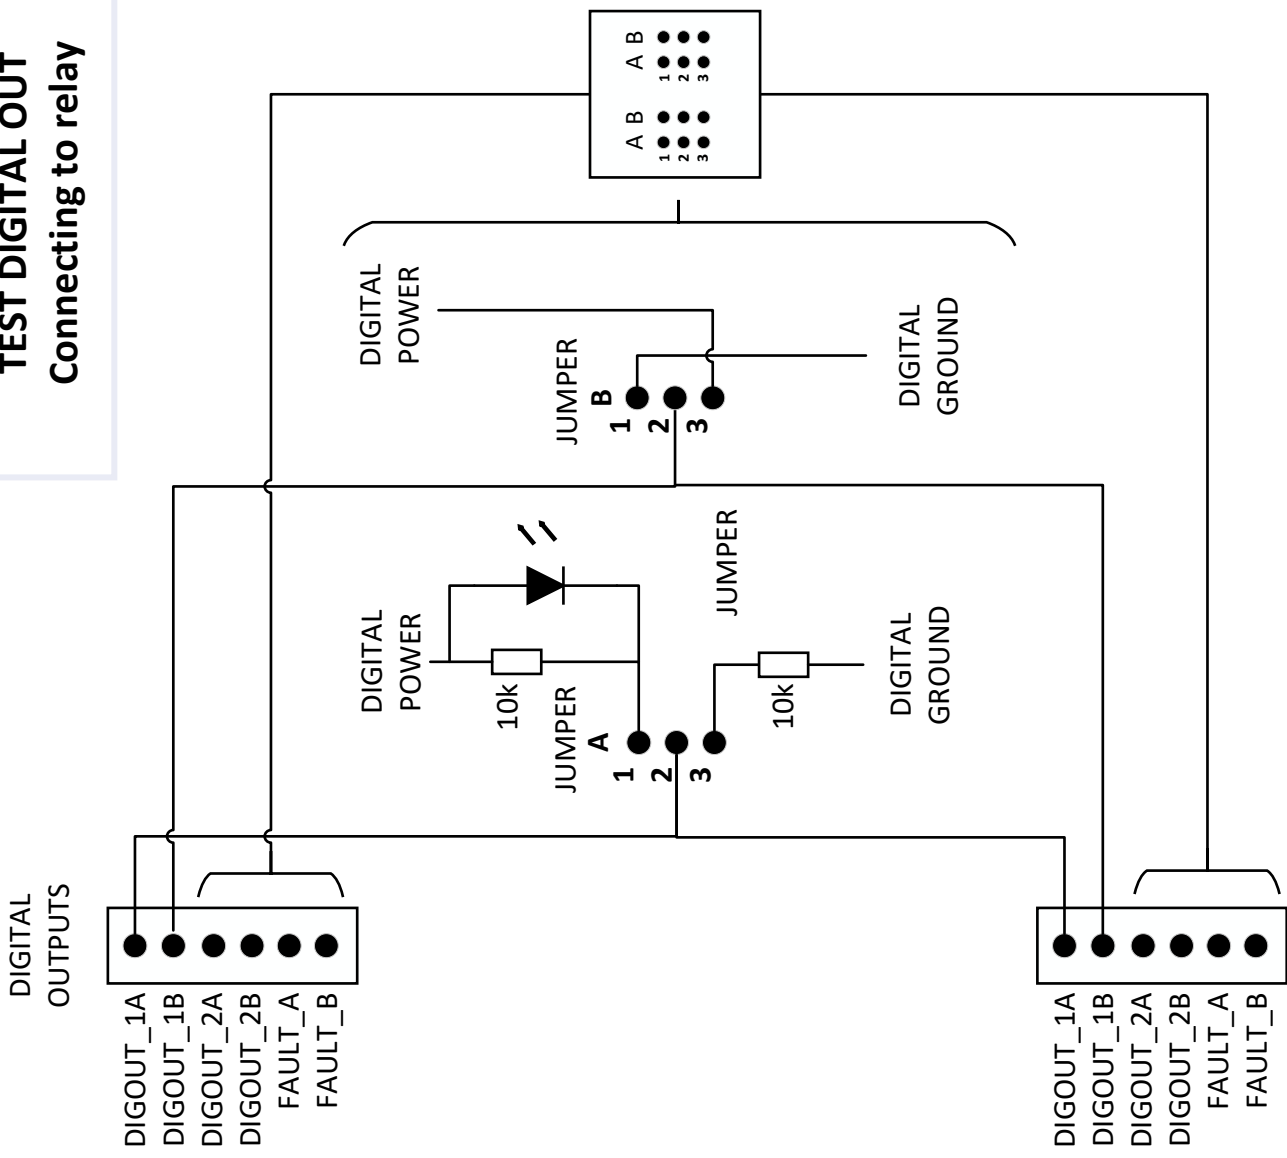 TEST DIGITAL OUT
Connecting to relay
A B
A B
1 2 3
1 2 3
DIGITAL
POWER
JUMPER
B
1 2 3
DIGITAL
GROUND
DIGITAL
POWER
10k
JUMPER
A
1 2 3
JUMPER
10k
DIGITAL
GROUND
DIGITAL
OUTPUTS
DIGOUT_1A
DIGOUT_1B
DIGOUT_2A
DIGOUT_2B
FAULT_A
FAULT_B
DIGOUT_1A
DIGOUT_1B
DIGOUT_2A
DIGOUT_2B
FAULT_A
FAULT_B